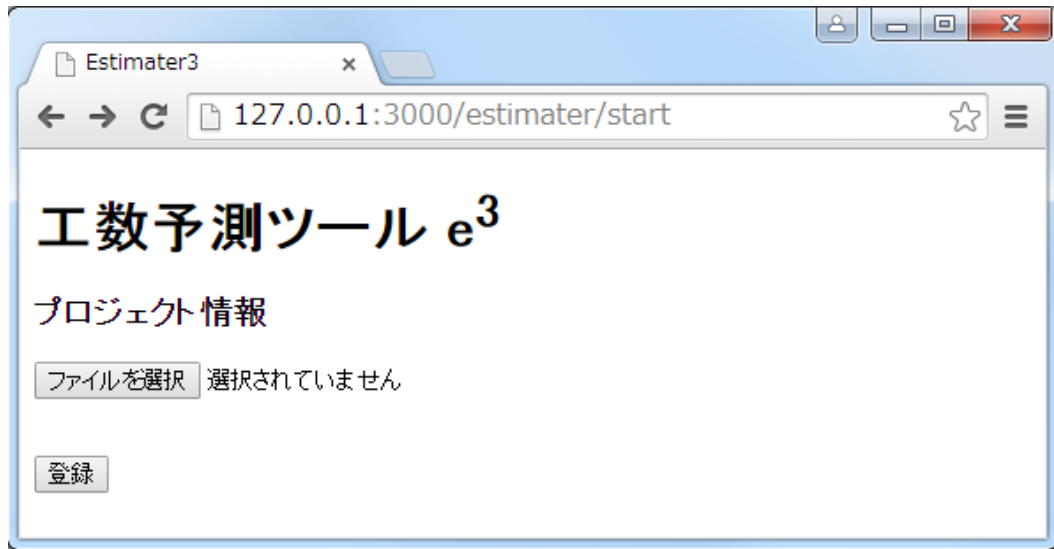 Estimater3
127.0.0.1:3000/estimater/start
工数予測ツール e³
プロジェクト情報
ファイルを選択 選択されていません
登録